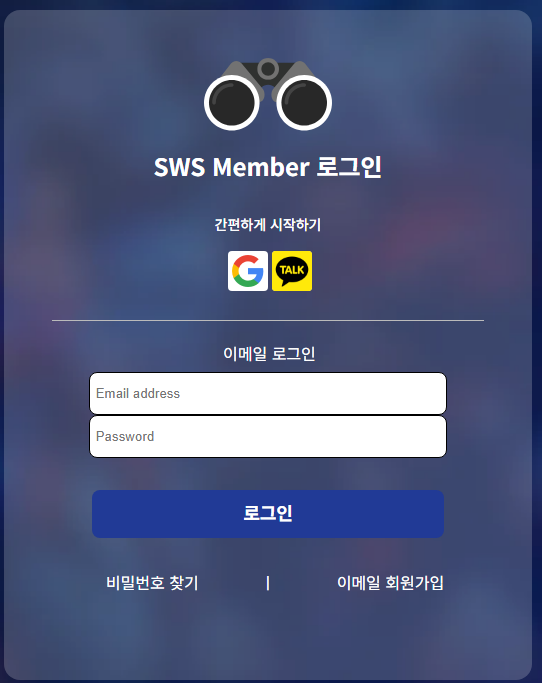 SWS Member 로그인
간편하게 시작하기
G TALK
이메일 로그인
Email address
Password
로그인
비밀번호 찾기 | 이메일 회원가입